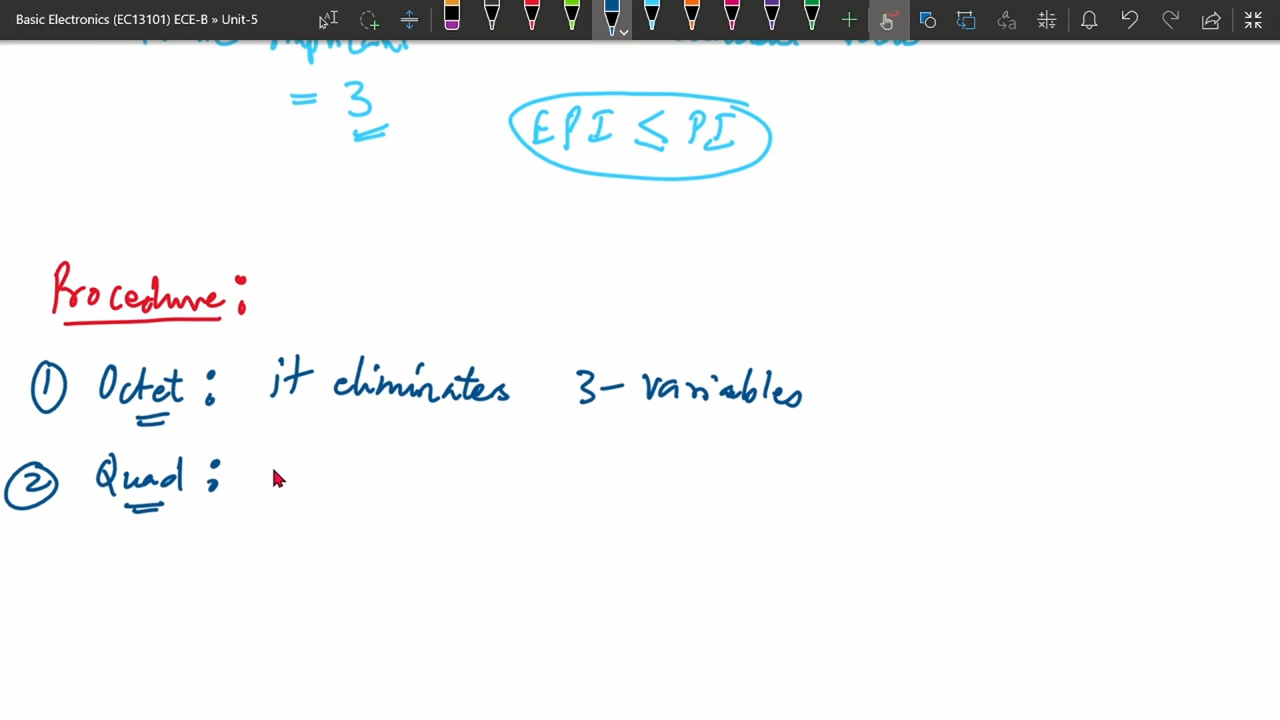 Basic Electronics (EC13101) ECE-B » Unit-5
= 3
EPI ≤ PI
Procedure:
① Octet: it eliminates 3- variables
② Quad: